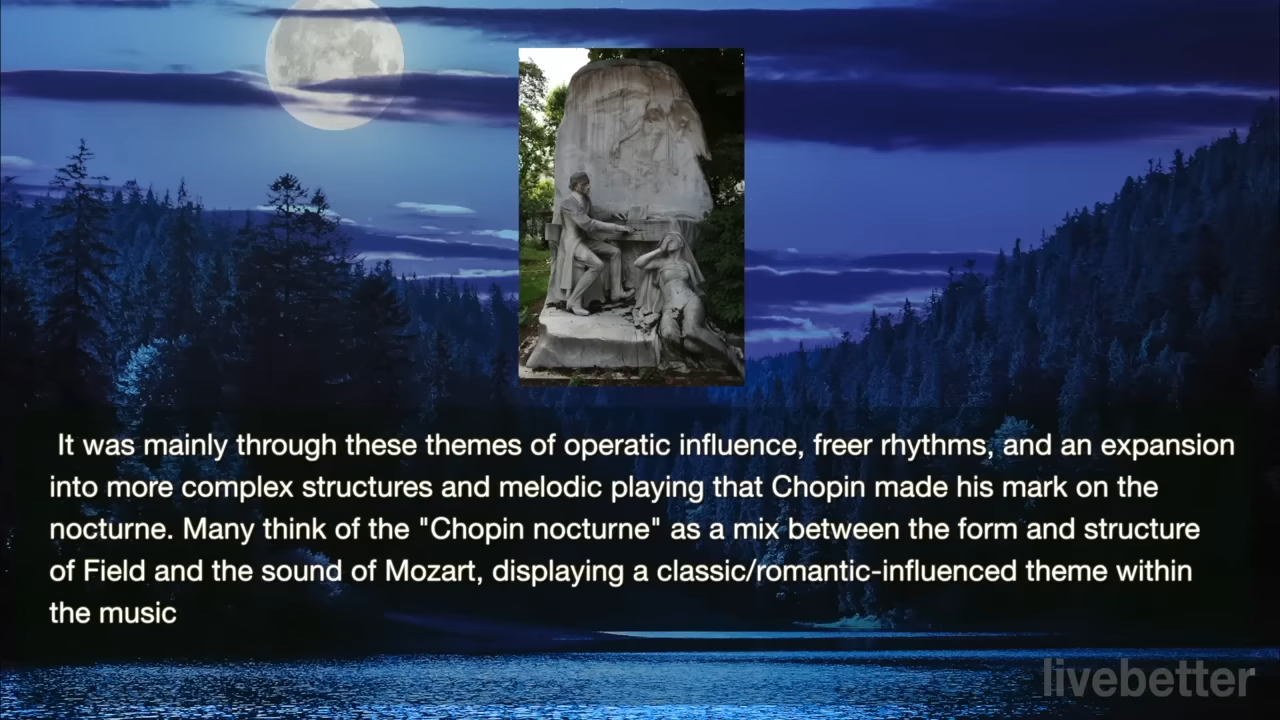 It was mainly through these themes of operatic influence, freer rhythms, and an expansion
into more complex structures and melodic playing that Chopin made his mark on the
nocturne. Many think of the "Chopin nocturne" as a mix between the form and structure
of Field and the sound of Mozart, displaying a classic/romantic-influenced theme within
the music
livebetter